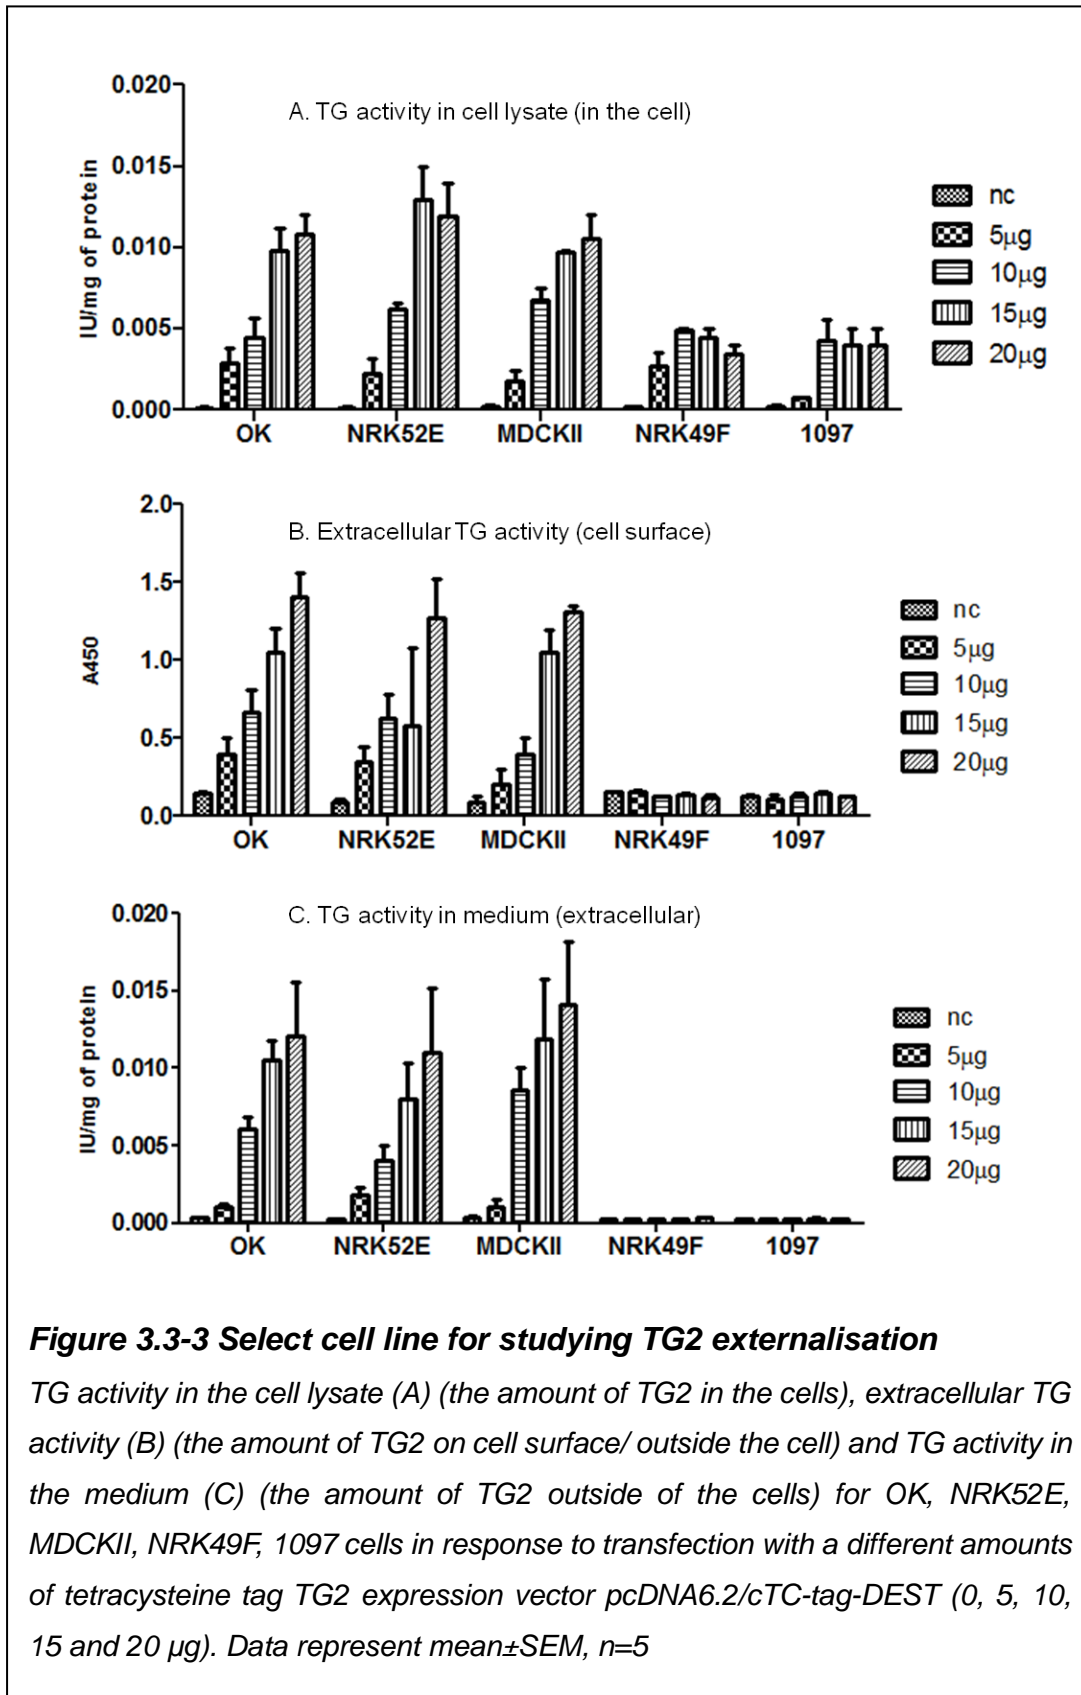 A. TG activity in cell lysate (in the cell)
IU/mg of protein
0.020
0.015
0.010
0.005
0.000
OK NRK52E MDCKII NRK49F 1097
nc
5µg
10µg
15µg
20µg
B. Extracellular TG activity (cell surface)
A450
2.0
1.5
1.0
0.5
0.0
OK NRK52E MDCKII NRK49F 1097
nc
5µg
10µg
15µg
20µg
C. TG activity in medium (extracellular)
IU/mg of protein
0.020
0.015
0.010
0.005
0.000
OK NRK52E MDCKII NRK49F 1097
nc
5µg
10µg
15µg
20µg
Figure 3.3-3 Select cell line for studying TG2 externalisation
TG activity in the cell lysate (A) (the amount of TG2 in the cells), extracellular TG
activity (B) (the amount of TG2 on cell surface/ outside the cell) and TG activity in
the medium (C) (the amount of TG2 outside of the cells) for OK, NRK52E,
MDCKII, NRK49F, 1097 cells in response to transfection with a different amounts
of tetracysteine tag TG2 expression vector pcDNA6.2/cTC-tag-DEST (0, 5, 10,
15 and 20 µg). Data represent mean±SEM, n=5